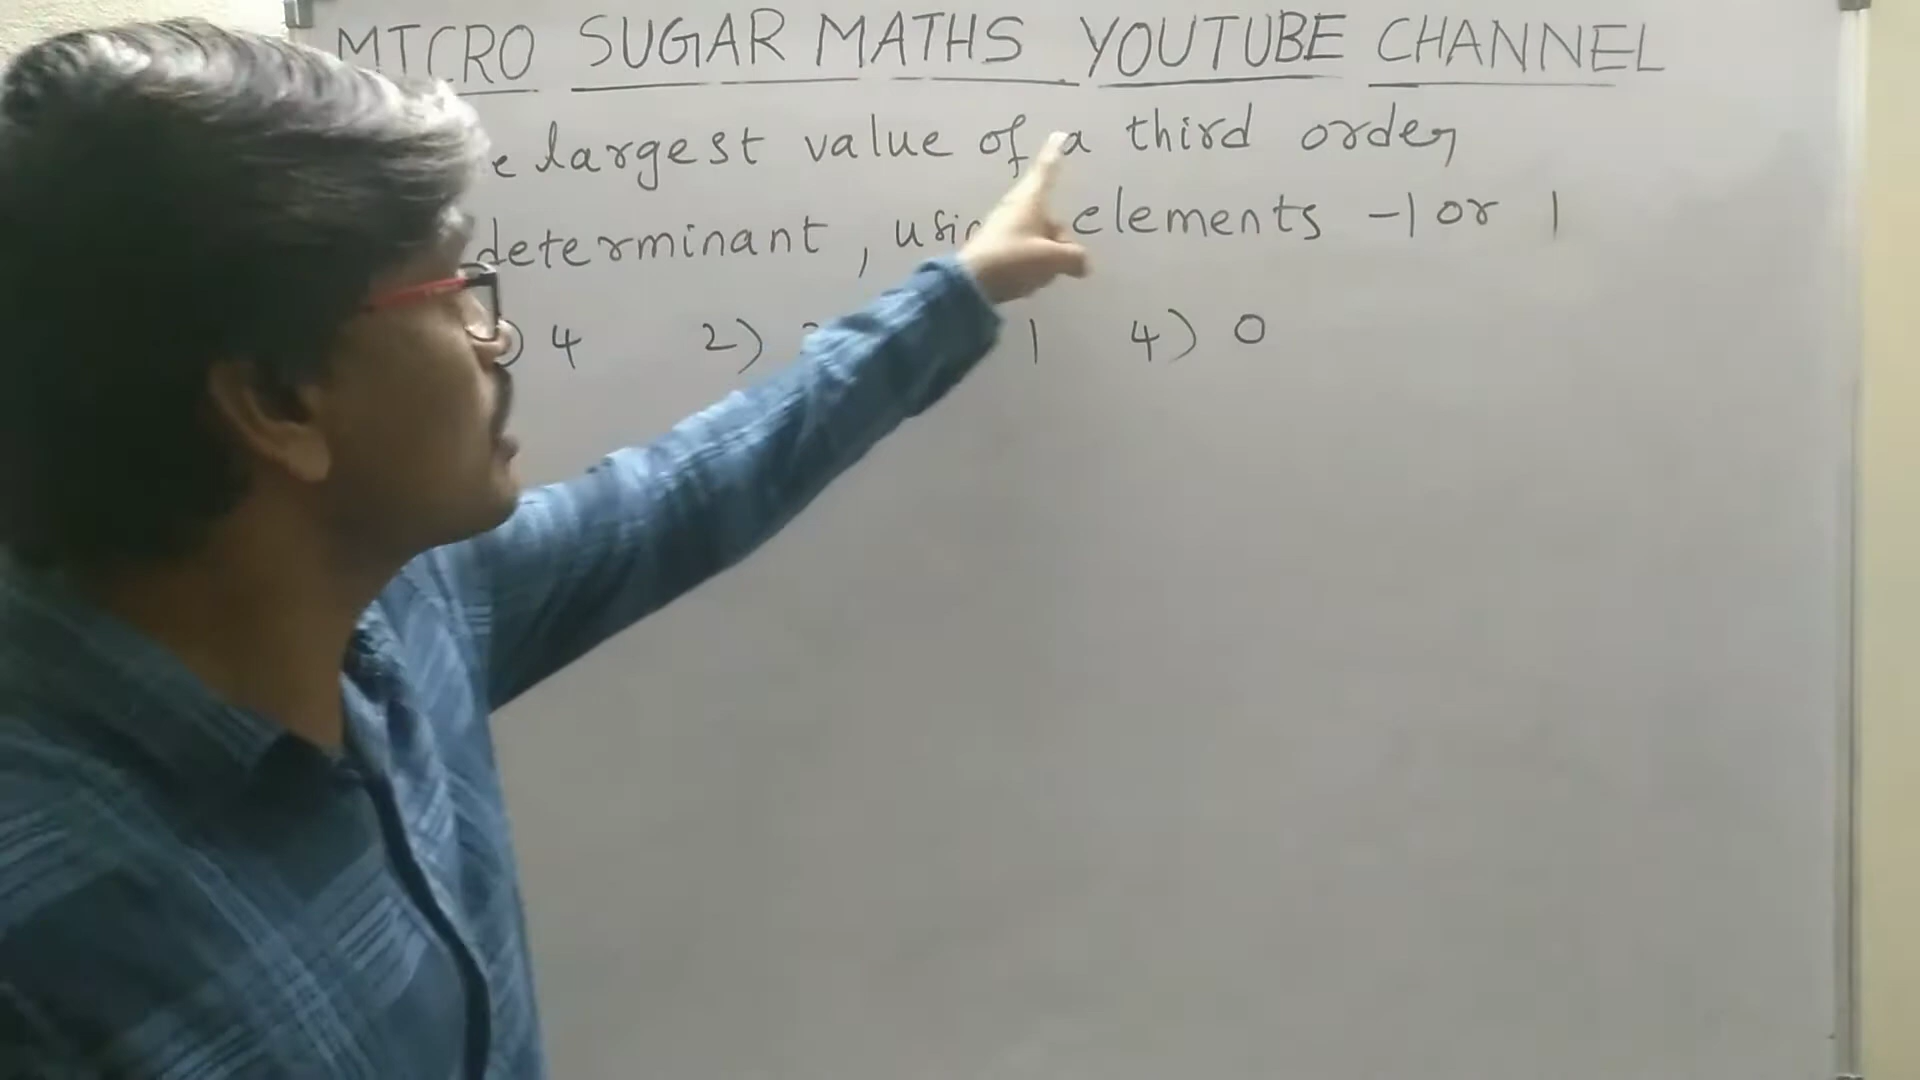 MICRO SUGAR MATHS YOUTUBE CHANNEL
largest value of a third order
determinant, elements -1 or 1
4 2) 1 4) 0